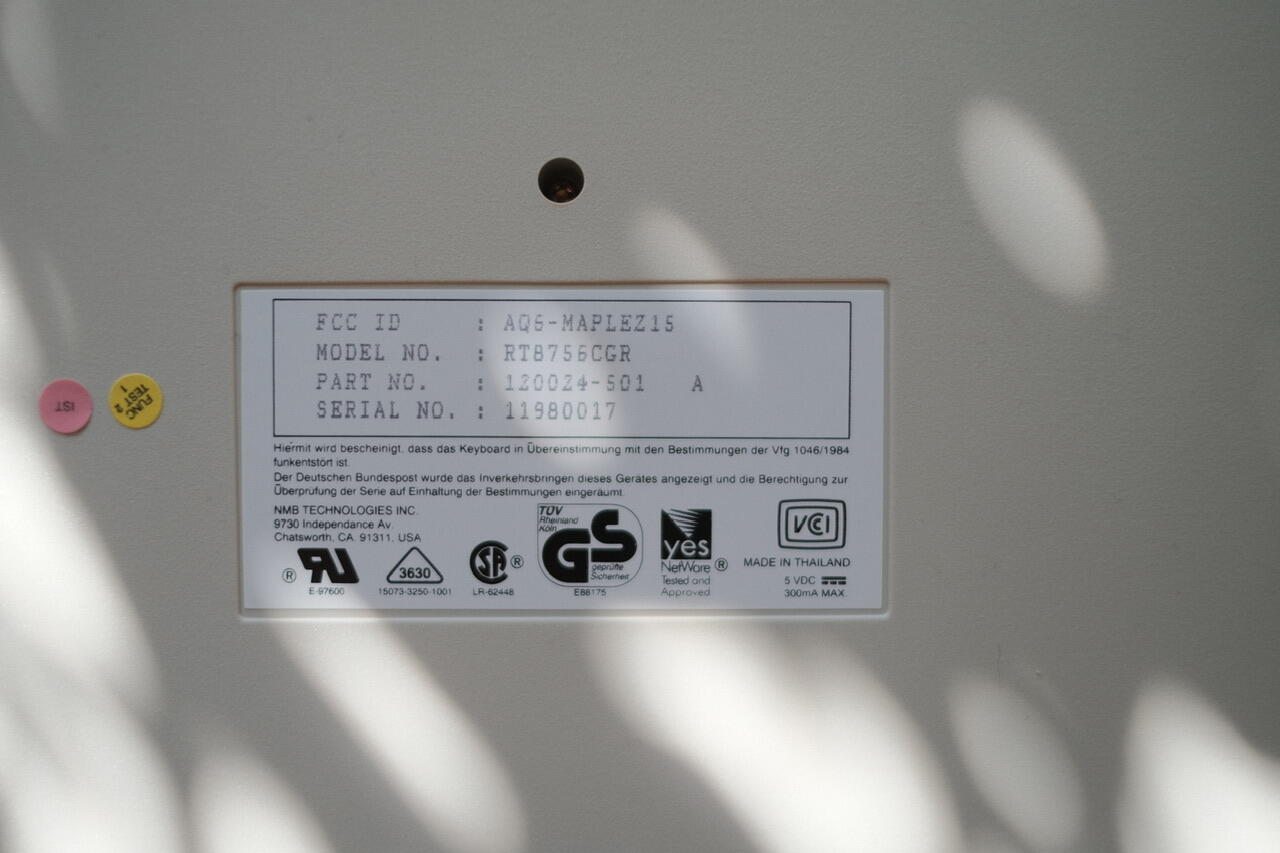 FCC ID : AQ6-MAPLEZ15
MODEL NO. : RT8756CGR
PART NO. : 120024-501 A
SERIAL NO. : 11980017
Hiermit wird bescheinigt, dass das Keyboard in Übereinstimmung mit den Bestimmungen der Vfg 1046/1984
funkentstört ist.
Der Deutschen Bundespost wurde das Inverkehrsbringen dieses Gerätes angezeigt und die Berechtigung zur
Überprüfung der Serie auf Einhaltung der Bestimmungen eingeräumt.
NMB TECHNOLOGIES INC.
9730 Independance Av.
Chatsworth, CA. 91311, USA
® RU
E-97600
3630
15073-3250-1001
SA ®
LR-62448
TÜV
Rheinland
Köln
GS
geprüfte
Sicherheit
E88175
yes
NetWare ®
Tested and
Approved
VCI
MADE IN THAILAND
5 VDC
300mA MAX.
IST
FUNC
TEST 2
1